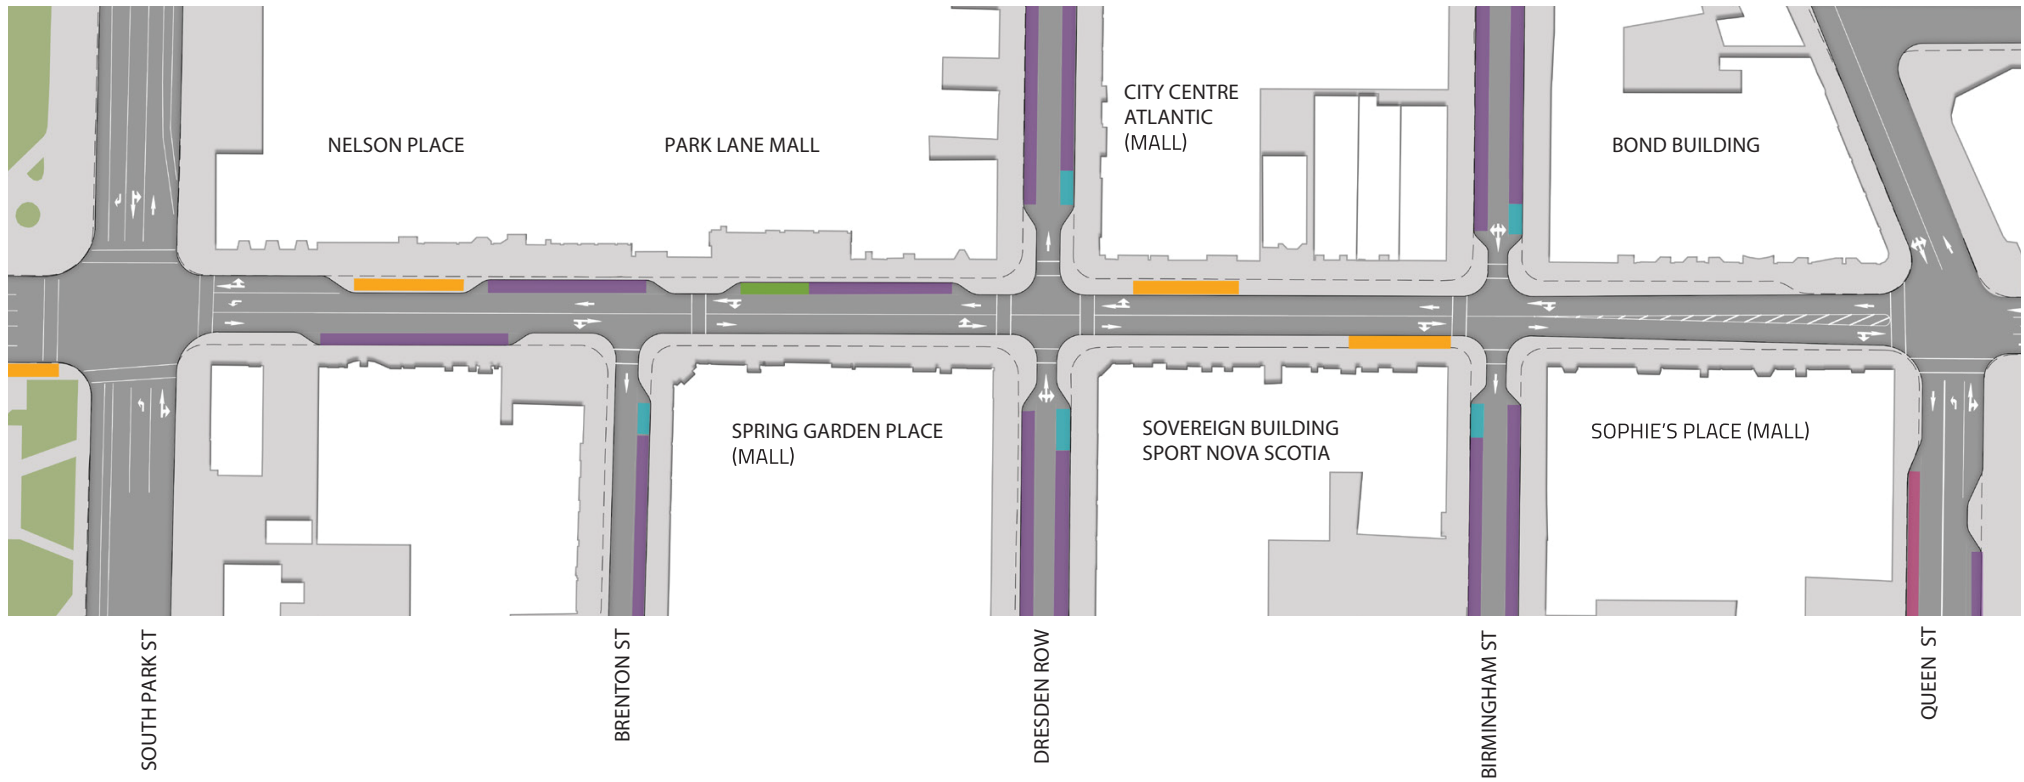 CITY CENTRE
ATLANTIC
(MALL)
NELSON PLACE
PARK LANE MALL
BOND BUILDING
SPRING GARDEN PLACE
(MALL)
SOVEREIGN BUILDING
SPORT NOVA SCOTIA
SOPHIE'S PLACE (MALL)
SOUTH PARK ST
BRENTON ST
DRESDEN ROW
BIRMINGHAM ST
QUEEN ST